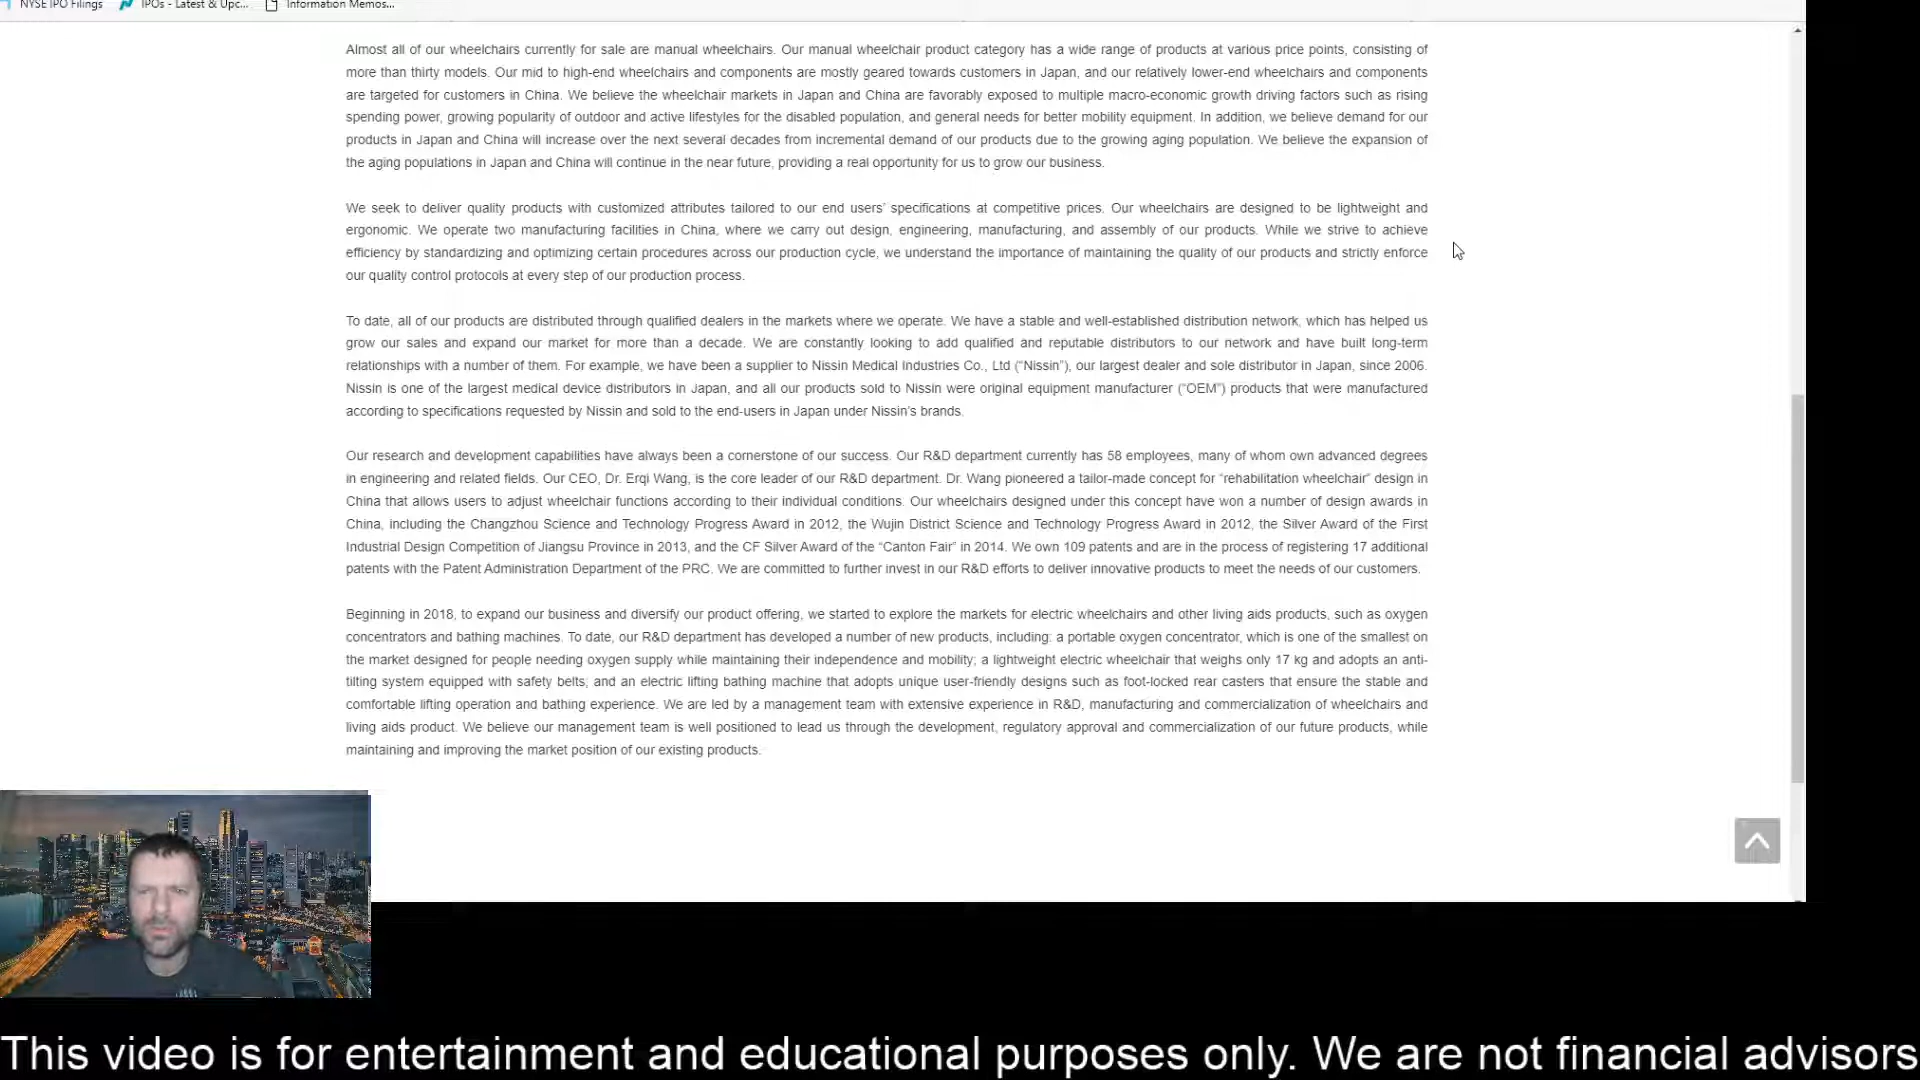 NYSE IPO Filings IPOs - Latest & Upc... Information Memos...
Almost all of our wheelchairs currently for sale are manual wheelchairs. Our manual wheelchair product category has a wide range of products at various price points, consisting of
more than thirty models. Our mid to high-end wheelchairs and components are mostly geared towards customers in Japan, and our relatively lower-end wheelchairs and components
are targeted for customers in China. We believe the wheelchair markets in Japan and China are favorably exposed to multiple macro-economic growth driving factors such as rising
spending power, growing popularity of outdoor and active lifestyles for the disabled population, and general needs for better mobility equipment. In addition, we believe demand for our
products in Japan and China will increase over the next several decades from incremental demand of our products due to the growing aging population. We believe the expansion of
the aging populations in Japan and China will continue in the near future, providing a real opportunity for us to grow our business.
We seek to deliver quality products with customized attributes tailored to our end users' specifications at competitive prices. Our wheelchairs are designed to be lightweight and
ergonomic. We operate two manufacturing facilities in China, where we carry out design, engineering, manufacturing, and assembly of our products. While we strive to achieve
efficiency by standardizing and optimizing certain procedures across our production cycle, we understand the importance of maintaining the quality of our products and strictly enforce
our quality control protocols at every step of our production process.
To date, all of our products are distributed through qualified dealers in the markets where we operate. We have a stable and well-established distribution network, which has helped us
grow our sales and expand our market for more than a decade. We are constantly looking to add qualified and reputable distributors to our network and have built long-term
relationships with a number of them. For example, we have been a supplier to Nissin Medical Industries Co., Ltd ("Nissin"), our largest dealer and sole distributor in Japan, since 2006.
Nissin is one of the largest medical device distributors in Japan, and all our products sold to Nissin were original equipment manufacturer ("OEM") products that were manufactured
according to specifications requested by Nissin and sold to the end-users in Japan under Nissin's brands.
Our research and development capabilities have always been a cornerstone of our success. Our R&D department currently has 58 employees, many of whom own advanced degrees
in engineering and related fields. Our CEO, Dr. Erqi Wang, is the core leader of our R&D department. Dr. Wang pioneered a tailor-made concept for "rehabilitation wheelchair" design in
China that allows users to adjust wheelchair functions according to their individual conditions. Our wheelchairs designed under this concept have won a number of design awards in
China, including the Changzhou Science and Technology Progress Award in 2012, the Wujin District Science and Technology Progress Award in 2012, the Silver Award of the First
Industrial Design Competition of Jiangsu Province in 2013, and the CF Silver Award of the "Canton Fair" in 2014. We own 109 patents and are in the process of registering 17 additional
patents with the Patent Administration Department of the PRC. We are committed to further invest in our R&D efforts to deliver innovative products to meet the needs of our customers.
Beginning in 2018, to expand our business and diversify our product offering, we started to explore the markets for electric wheelchairs and other living aids products, such as oxygen
concentrators and bathing machines. To date, our R&D department has developed a number of new products, including: a portable oxygen concentrator, which is one of the smallest on
the market designed for people needing oxygen supply while maintaining their independence and mobility; a lightweight electric wheelchair that weighs only 17 kg and adopts an anti-
tilting system equipped with safety belts; and an electric lifting bathing machine that adopts unique user-friendly designs such as foot-locked rear casters that ensure the stable and
comfortable lifting operation and bathing experience. We are led by a management team with extensive experience in R&D, manufacturing and commercialization of wheelchairs and
living aids product. We believe our management team is well positioned to lead us through the development, regulatory approval and commercialization of our future products, while
maintaining and improving the market position of our existing products.
This video is for entertainment and educational purposes only. We are not financial advisors